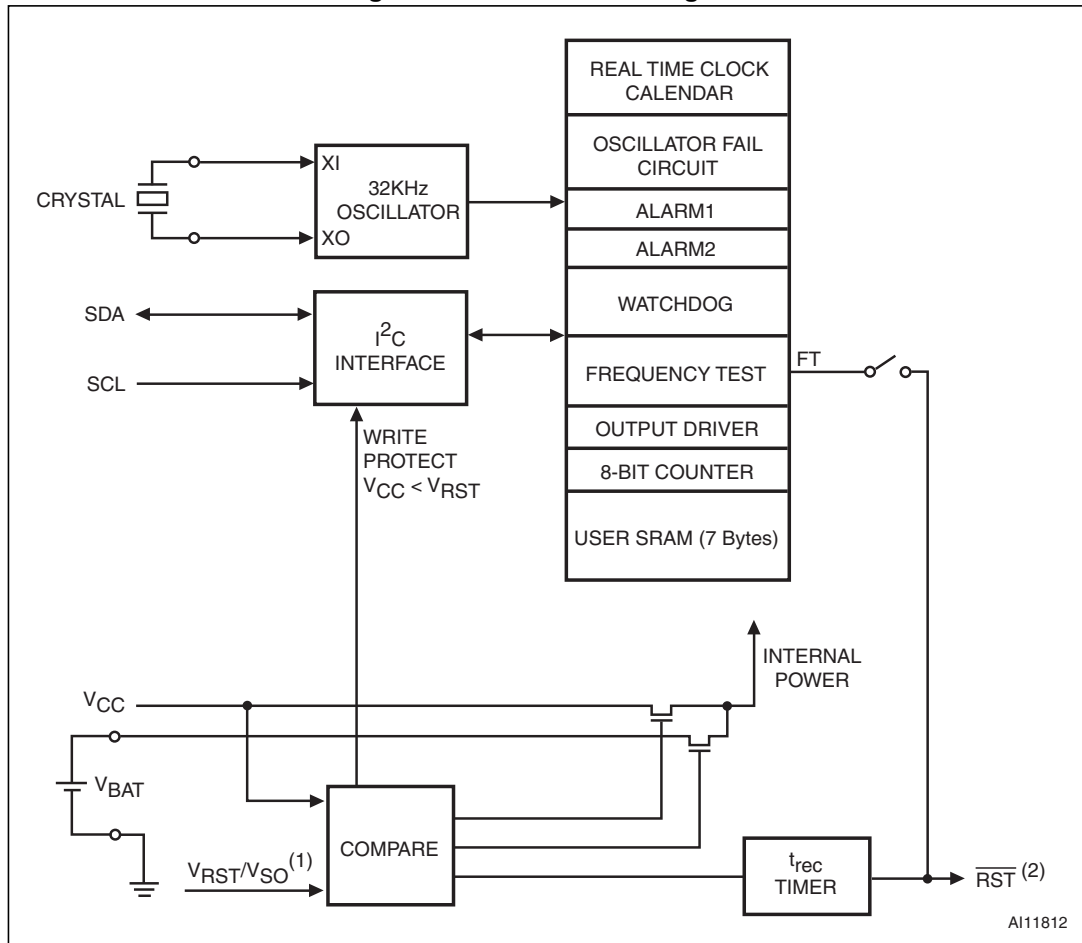 REAL TIME CLOCK
CALENDAR
OSCILLATOR FAIL
CIRCUIT
ALARM1
ALARM2
WATCHDOG
FREQUENCY TEST
OUTPUT DRIVER
8-BIT COUNTER
USER SRAM (7 Bytes)
CRYSTAL
XI
32KHz
OSCILLATOR
XO
SDA
SCL
I2C
INTERFACE
FT
WRITE
PROTECT
VCC < VRST
INTERNAL
POWER
VCC
VBAT
VRST/VSO(1)
COMPARE
trec
TIMER
RST (2)
AI11812